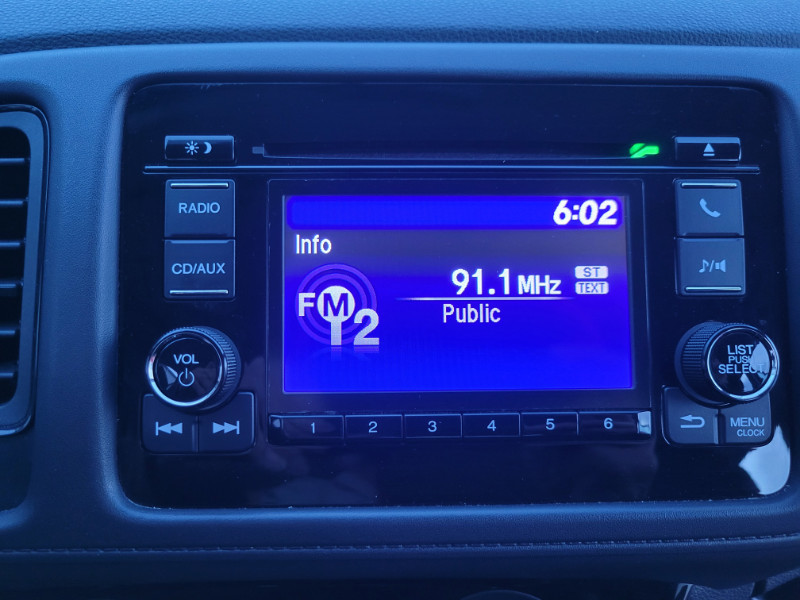 6:02
RADIO
Info
CD/AUX
91.1 MHz
ST
TEXT
FM
2
Public
VOL
LIST
PUSH
SELECT
1 2 3 4 5 6
MENU
CLOCK